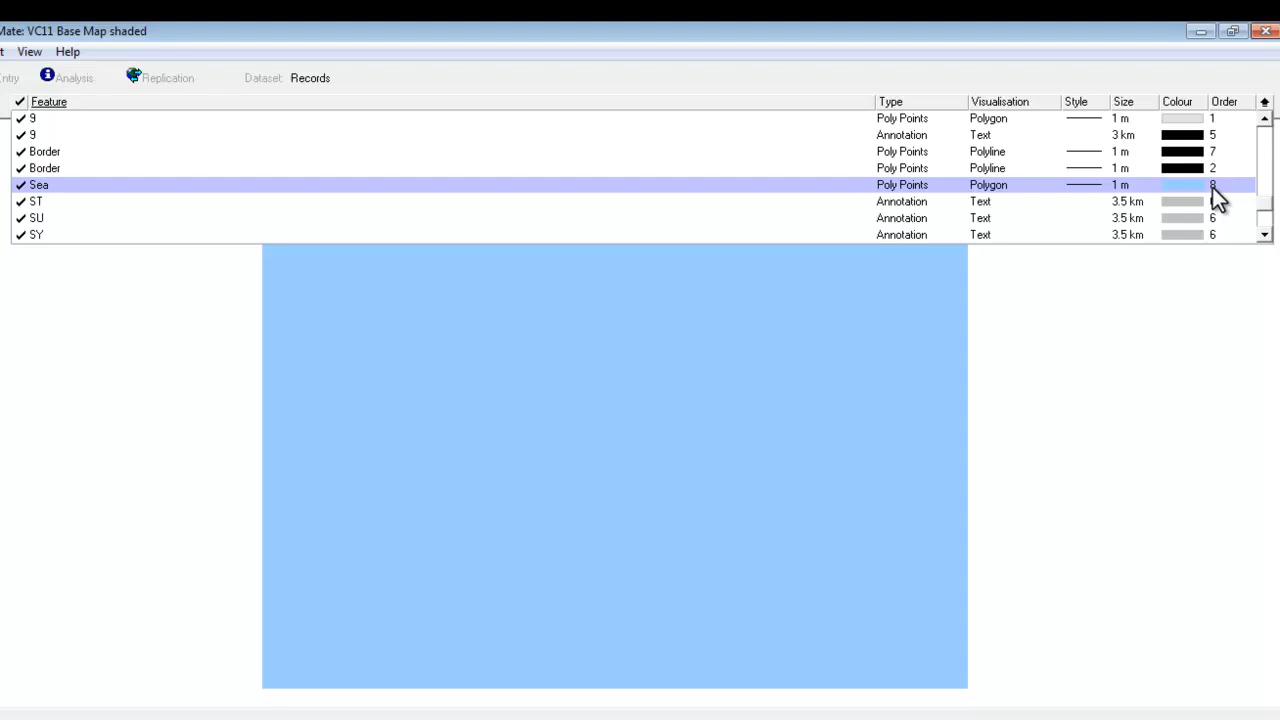 Mate: VC11 Base Map shaded
t View Help
ntry Analysis Replication Dataset: Records
Feature Type Visualisation Style Size Colour Order
9 Poly Points Polygon 1 m 1
9 Annotation Text 3 km 5
Border Poly Points Polyline 1 m 7
Border Poly Points Polyline 1 m 2
Sea Poly Points Polygon 1 m 8
ST Annotation Text 3.5 km
SU Annotation Text 3.5 km 6
SY Annotation Text 3.5 km 6